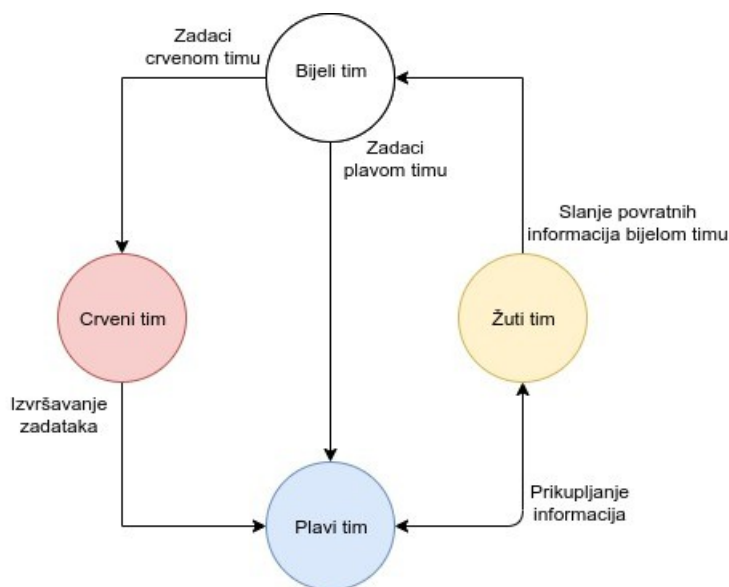 Zadaci
crvenom timu
Bijeli tim
Zadaci
plavom timu
Slanje povratnih
informacija bijelom timu
Crveni tim
Žuti tim
Izvršavanje
zadataka
Prikupljanje
informacija
Plavi tim